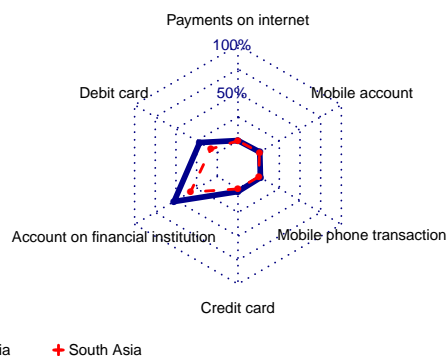 Payments on internet
100%
Debit card
50%
Mobile account
Account on financial institution
Mobile phone transaction
Credit card
ia
South Asia